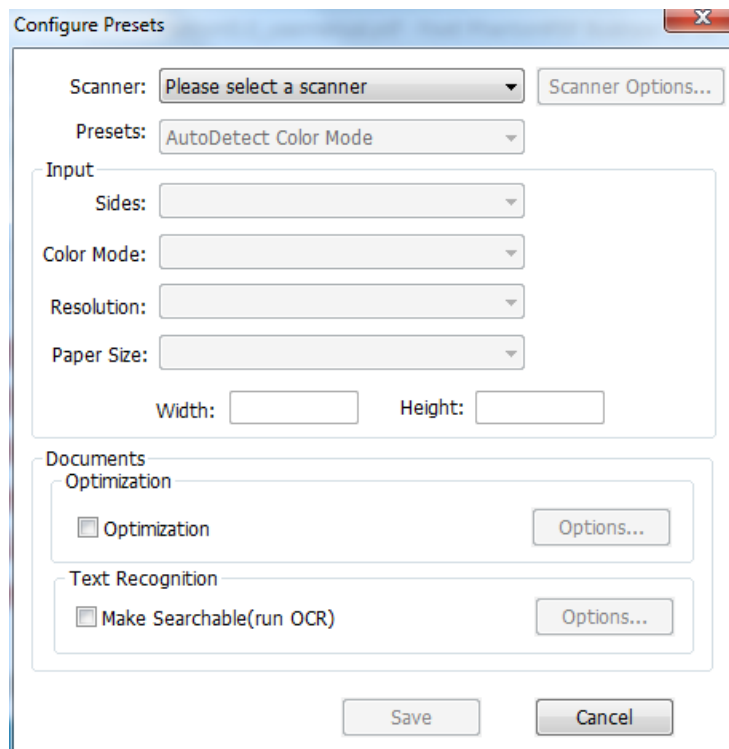 Configure Presets
X
Scanner: Please select a scanner Scanner Options...
Presets: AutoDetect Color Mode
Input
Sides:
Color Mode:
Resolution:
Paper Size:
Width: Height:
Documents
Optimization
Optimization Options...
Text Recognition
Make Searchable(run OCR) Options...
Save Cancel